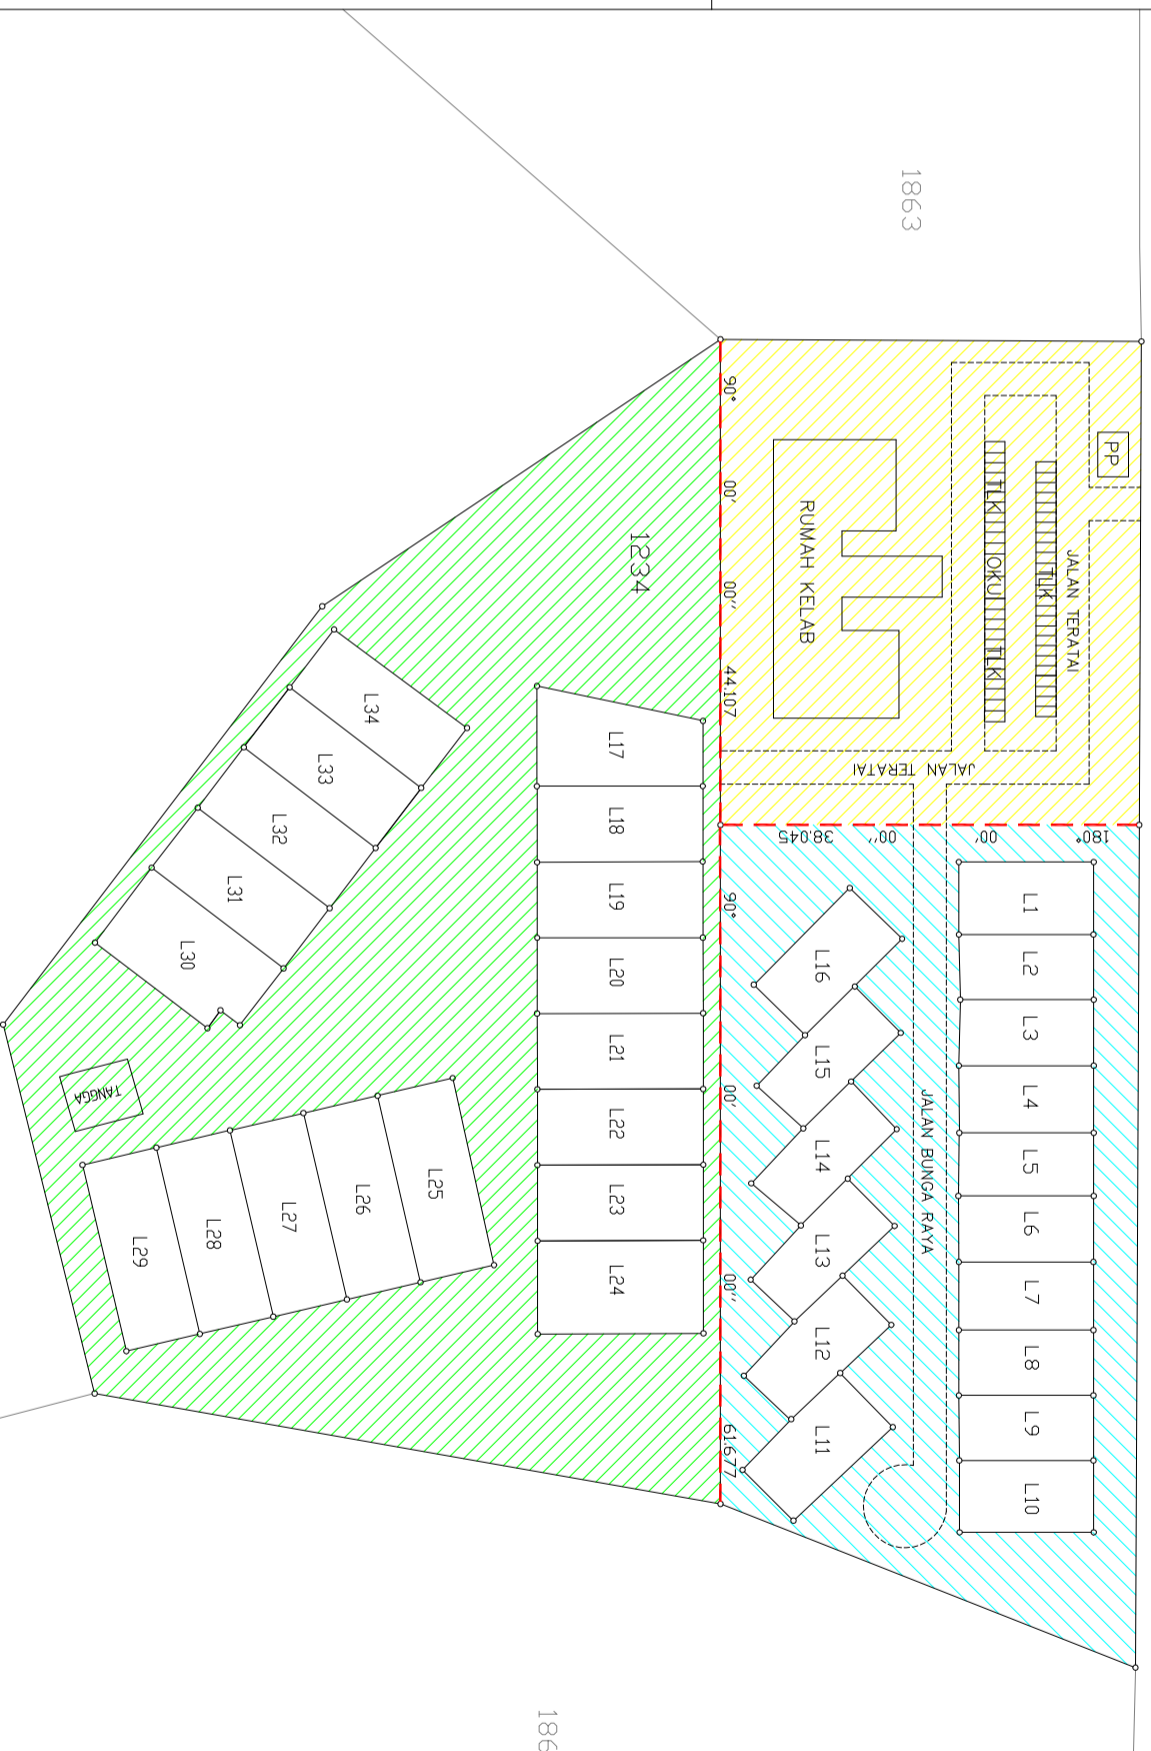 1863
PP
JALAN TERATAI
TLK
TLK
OKU
TLK
RUMAH KELAB
JALAN TERATAI
1234
90°
00'
00''
44.107
180°
00'
00''
38.045
90°
00'
00''
61.677
L1
L2
L3
L4
L5
L6
L7
L8
L9
L10
JALAN BUNGA RAYA
L16
L15
L14
L13
L12
L11
L17
L18
L19
L20
L21
L22
L23
L24
L34
L33
L32
L31
L30
TANGGA
L25
L26
L27
L28
L29
186